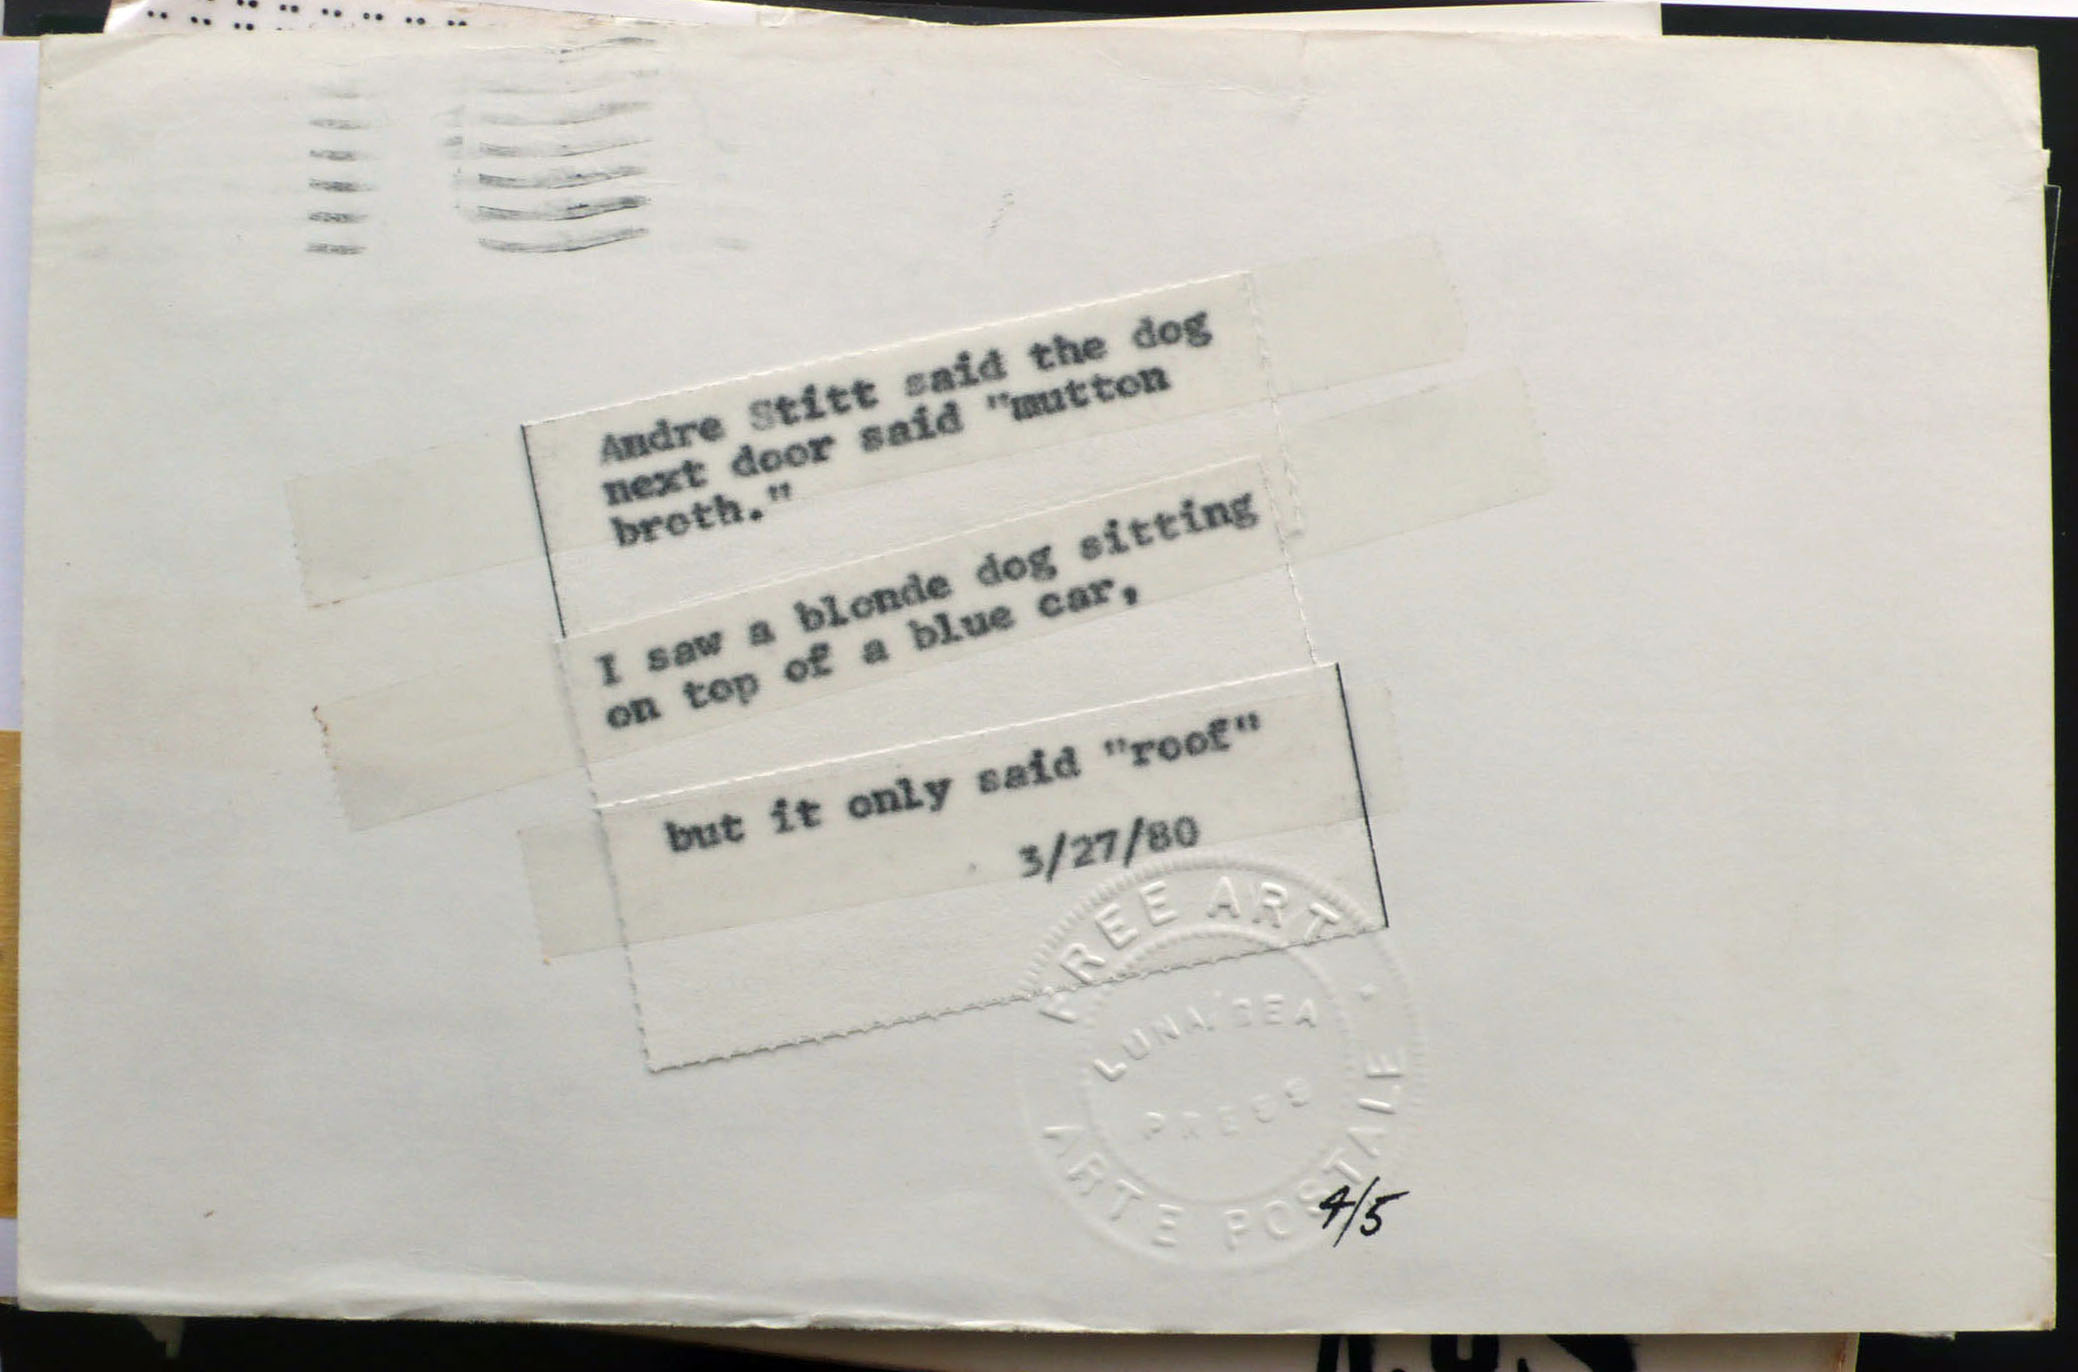 Andre Stitt said the dog
next door said "mutton
broth."
I saw a blonde dog sitting
on top of a blue car,
but it only said "roof"
3/27/80
FREE ART
LUNA BEA
PRESS
ARTE POSTALE
4/5